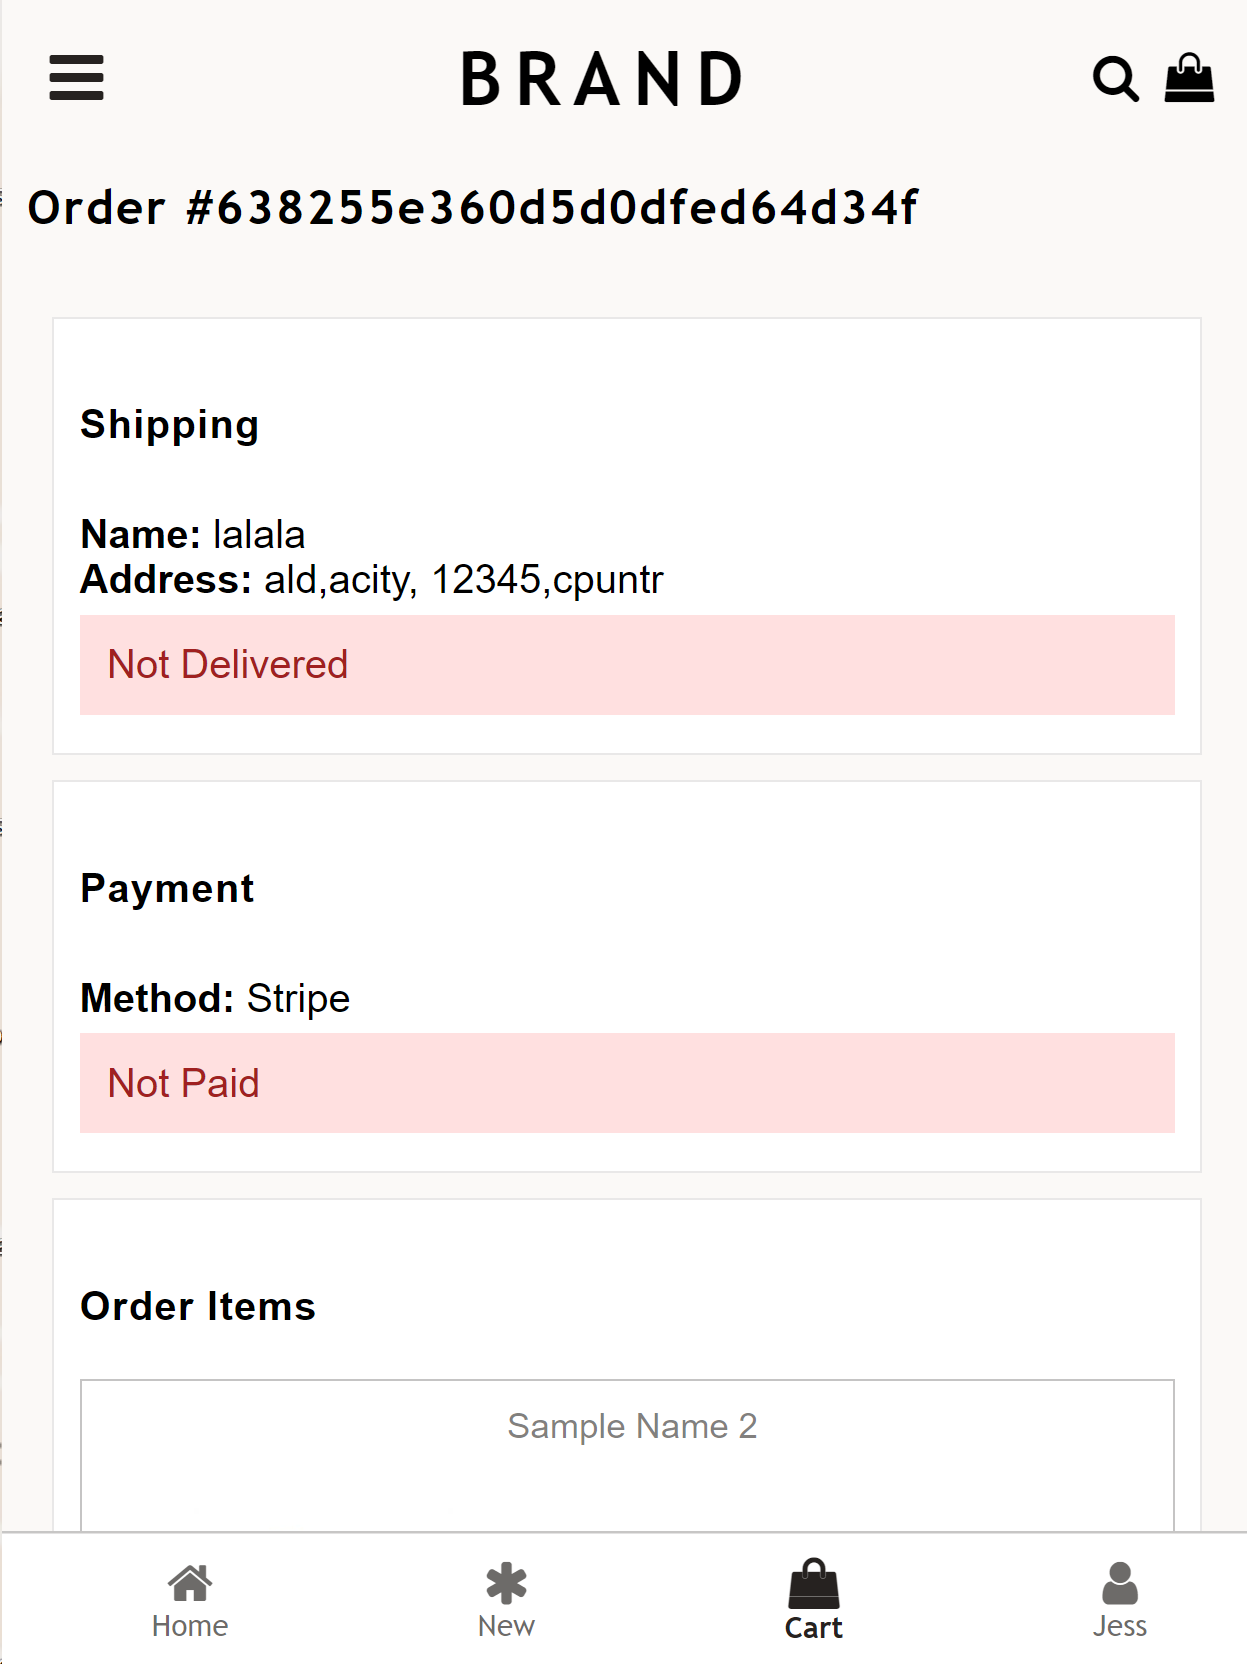 BRAND
Order #638255e360d5d0dfed64d34f
Shipping
Name: lalala
Address: ald,acity, 12345,cpuntr
Not Delivered
Payment
Method: Stripe
Not Paid
Order Items
Sample Name 2
Home New Cart Jess